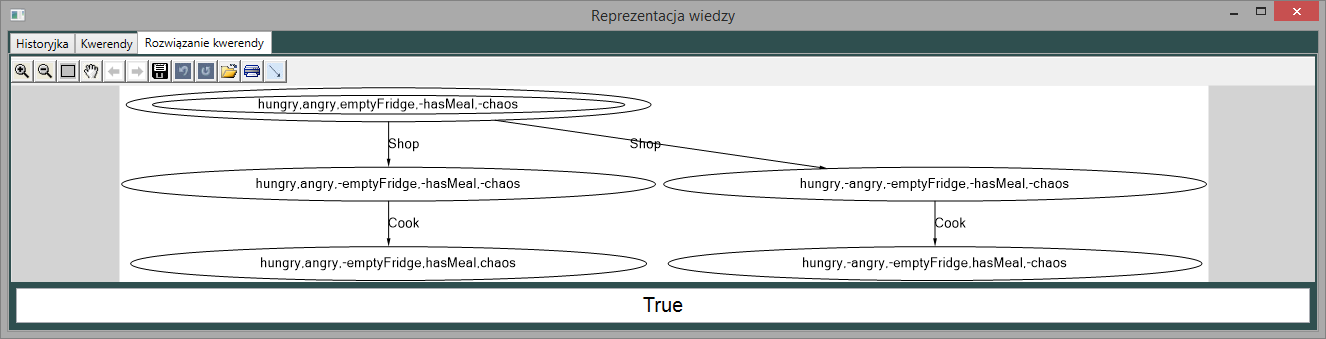 Reprezentacja wiedzy
Historyjka Kwerendy Rozwiązanie kwerendy
hungry,angry,emptyFridge,-hasMeal,-chaos
Shop Shop
hungry,angry,-emptyFridge,-hasMeal,-chaos hungry,-angry,-emptyFridge,-hasMeal,-chaos
Cook Cook
hungry,angry,-emptyFridge,hasMeal,chaos hungry,-angry,-emptyFridge,hasMeal,-chaos
True